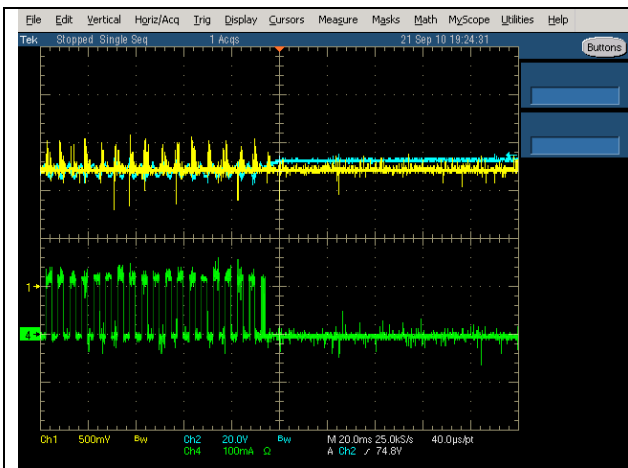 File Edit Vertical Horiz/Acq Trig Display Cursors Measure Masks Math MyScope Utilities Help
Tek Stopped Single Seq 1 Acqs 21 Sep 10 19:24:31 Buttons
1
4
Ch1 500mV Bw Ch2 20.0V Bw M 20.0ms 25.0kS/s 40.0µs/pt
Ch4 100mA Ω A Ch2 / 74.8V